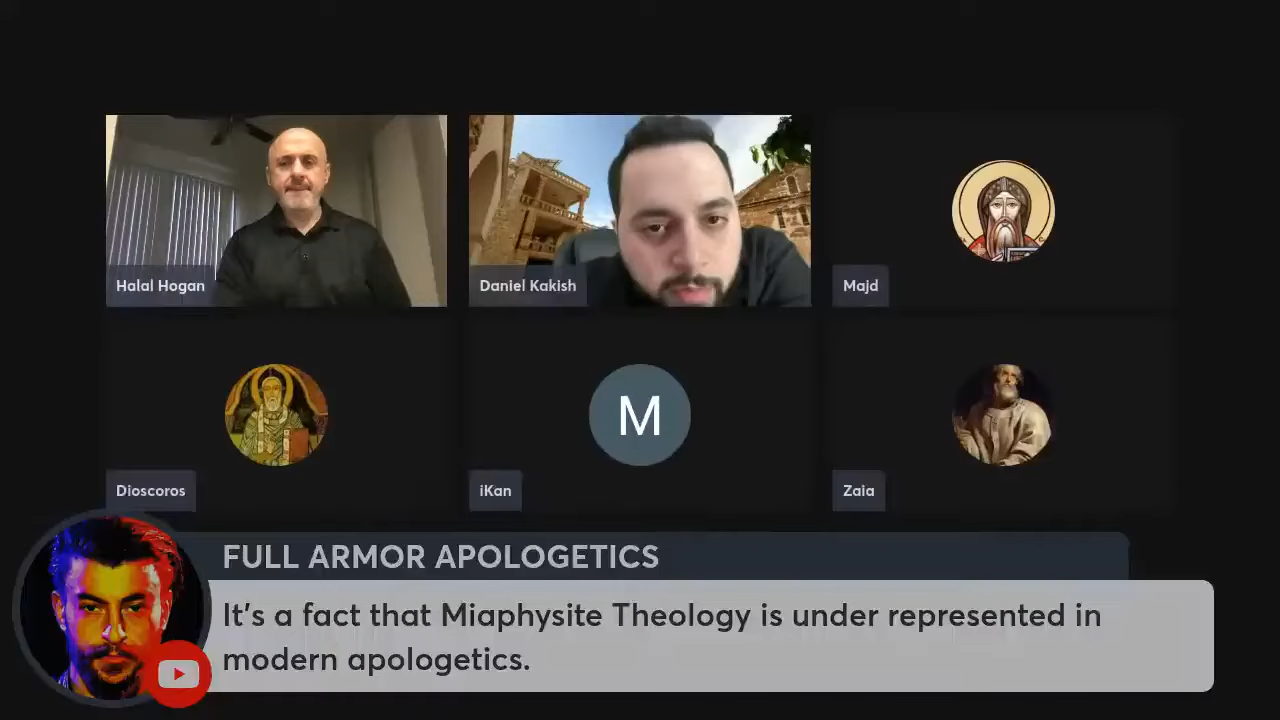 Halal Hogan
Daniel Kakish
Majd
M
Dioscoros
iKan
Zaia
FULL ARMOR APOLOGETICS
It's a fact that Miaphysite Theology is under represented in
modern apologetics.